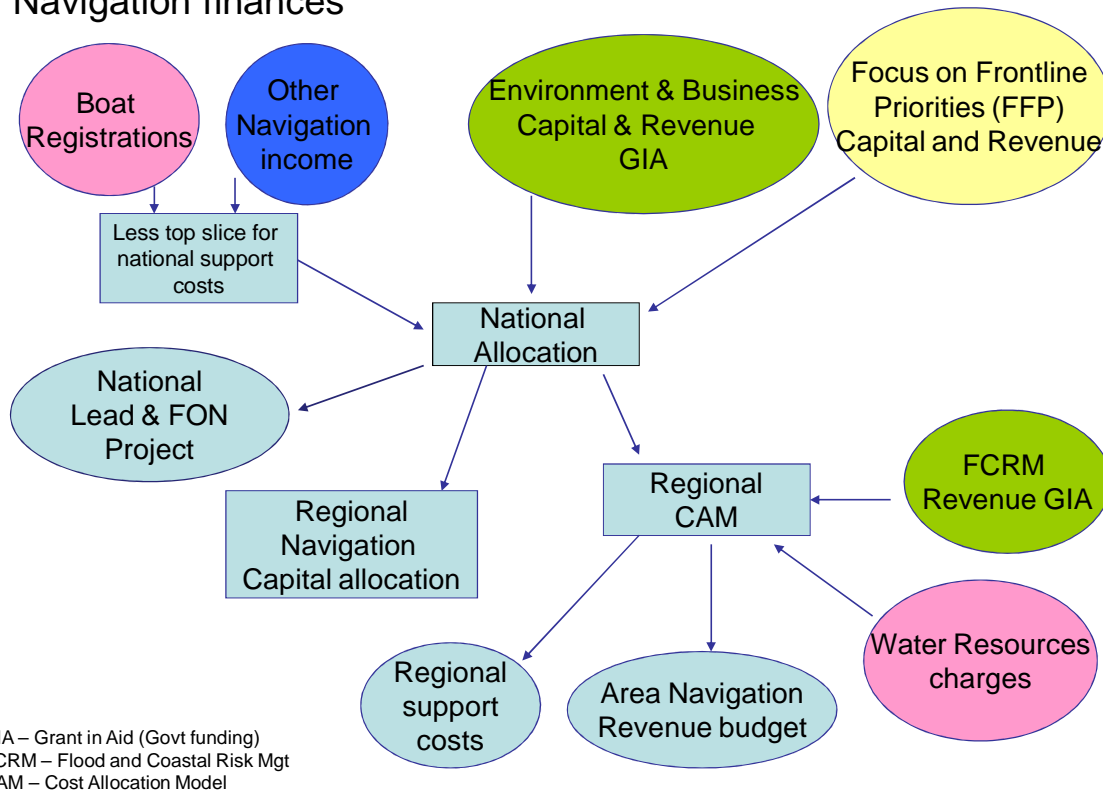 Navigation finances
Boat
Registrations
Other
Navigation
income
Environment & Business
Capital & Revenue
GIA
Focus on Frontline
Priorities (FFP)
Capital and Revenue
Less top slice for
national support
costs
National
Allocation
National
Lead & FON
Project
Regional
Navigation
Capital allocation
Regional
CAM
FCRM
Revenue GIA
Water Resources
charges
Regional
support
costs
Area Navigation
Revenue budget
IA – Grant in Aid (Govt funding)
CRM – Flood and Coastal Risk Mgt
AM – Cost Allocation Model